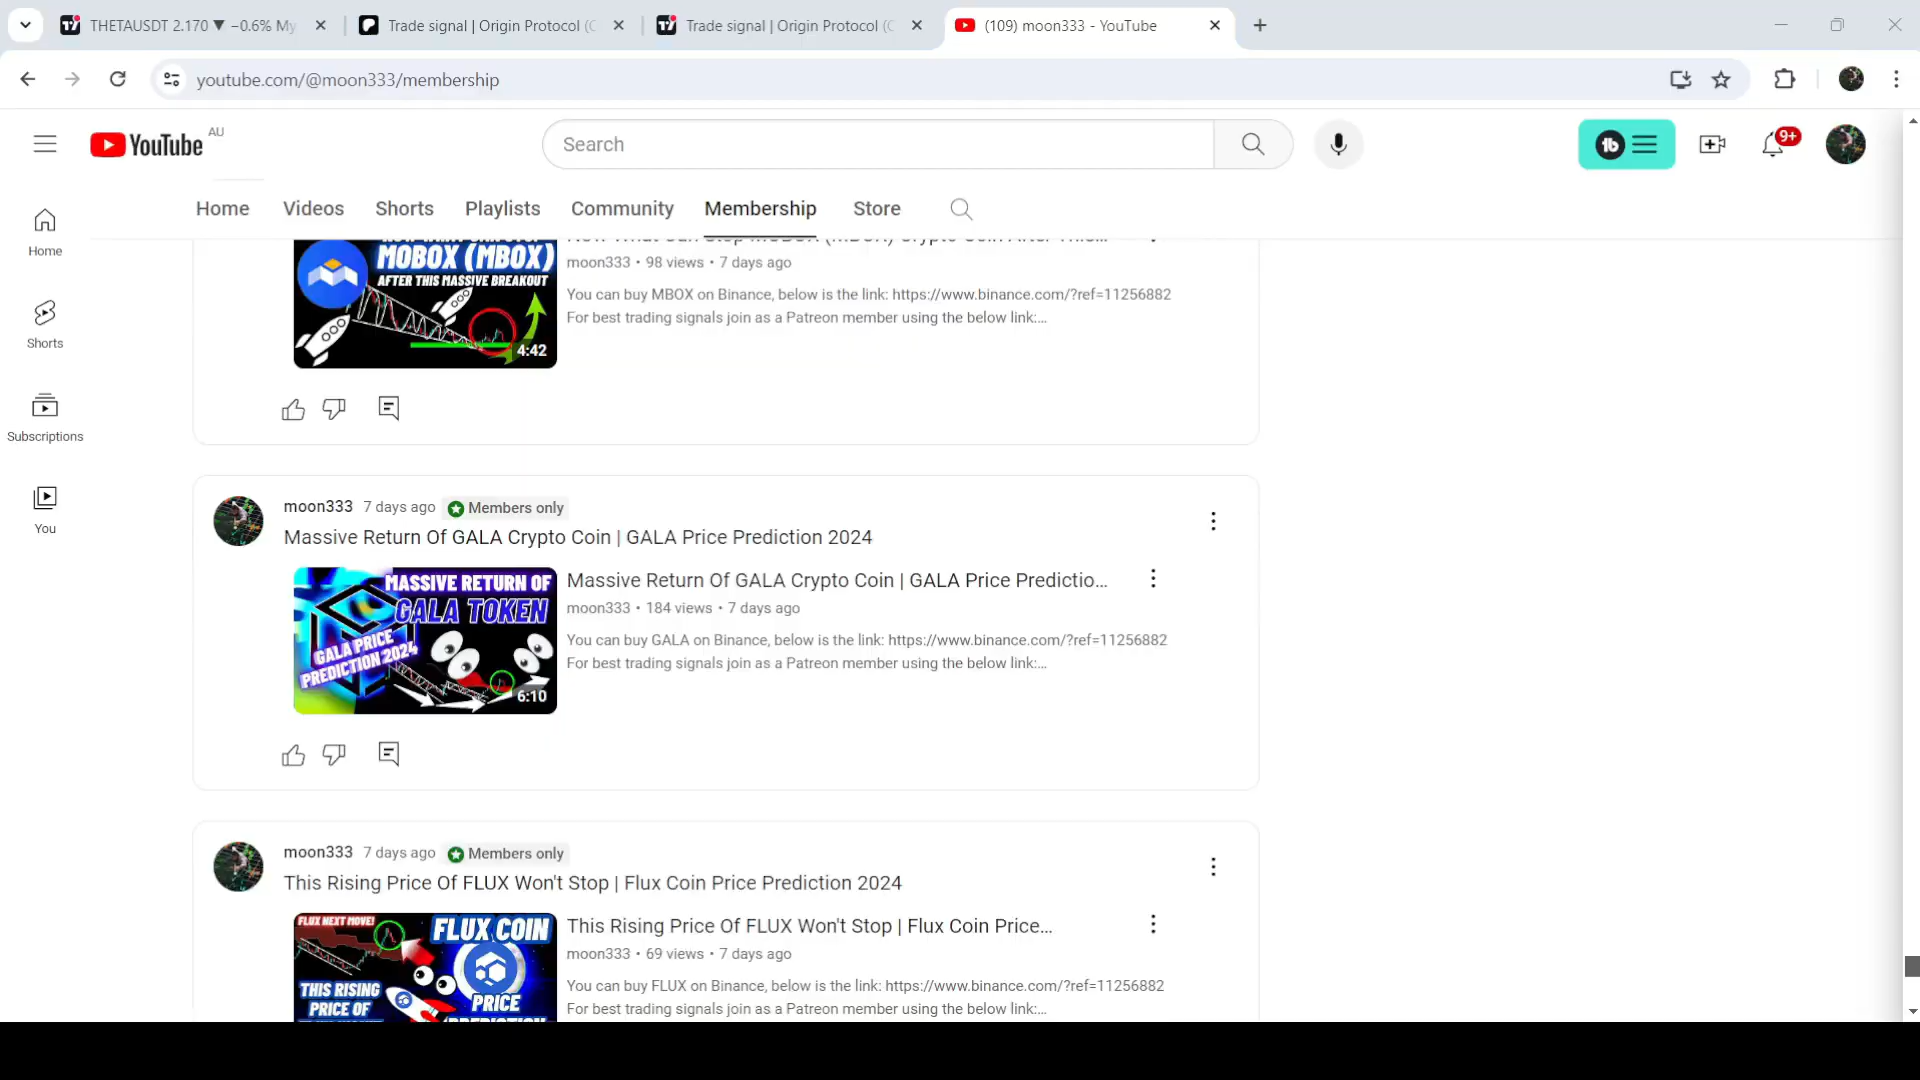 THETAUSDT 2.170 ▼ −0.6% My
Trade signal | Origin Protocol (
Trade signal | Origin Protocol (
(109) moon333 - YouTube
youtube.com/@moon333/membership
YouTube AU
Search
9+
Home
Videos
Shorts
Playlists
Community
Membership
Store
Home
Shorts
Subscriptions
You
MOBOX (MBOX)
AFTER THIS MASSIVE BREAKOUT
4:42
moon333 • 98 views • 7 days ago
You can buy MBOX on Binance, below is the link: https://www.binance.com/?ref=11256882
For best trading signals join as a Patreon member using the below link:...
moon333 7 days ago Members only
Massive Return Of GALA Crypto Coin | GALA Price Prediction 2024
MASSIVE RETURN OF
GALA TOKEN
GALA PRICE
PREDICTION 2024
6:10
Massive Return Of GALA Crypto Coin | GALA Price Predictio...
moon333 • 184 views • 7 days ago
You can buy GALA on Binance, below is the link: https://www.binance.com/?ref=11256882
For best trading signals join as a Patreon member using the below link:...
moon333 7 days ago Members only
This Rising Price Of FLUX Won't Stop | Flux Coin Price Prediction 2024
FLUX NEXT MOVE!
FLUX COIN
THIS RISING
PRICE OF
PRICE
This Rising Price Of FLUX Won't Stop | Flux Coin Price...
moon333 • 69 views • 7 days ago
You can buy FLUX on Binance, below is the link: https://www.binance.com/?ref=11256882
For best trading signals join as a Patreon member using the below link:...